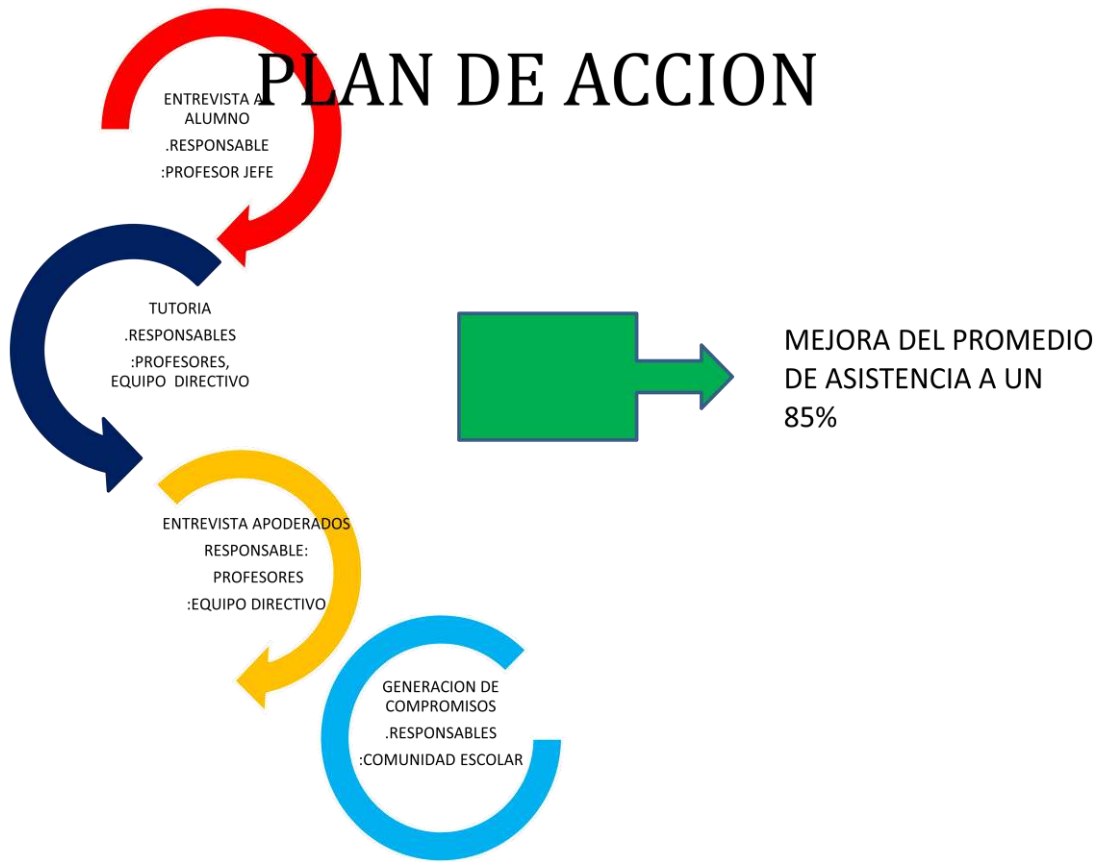 PLAN DE ACCION
ENTREVISTA A
ALUMNO
.RESPONSABLE
:PROFESOR JEFE
TUTORIA
.RESPONSABLES
:PROFESORES,
EQUIPO DIRECTIVO
ENTREVISTA APODERADOS
RESPONSABLE:
PROFESORES
:EQUIPO DIRECTIVO
GENERACION DE
COMPROMISOS
.RESPONSABLES
:COMUNIDAD ESCOLAR
MEJORA DEL PROMEDIO
DE ASISTENCIA A UN
85%